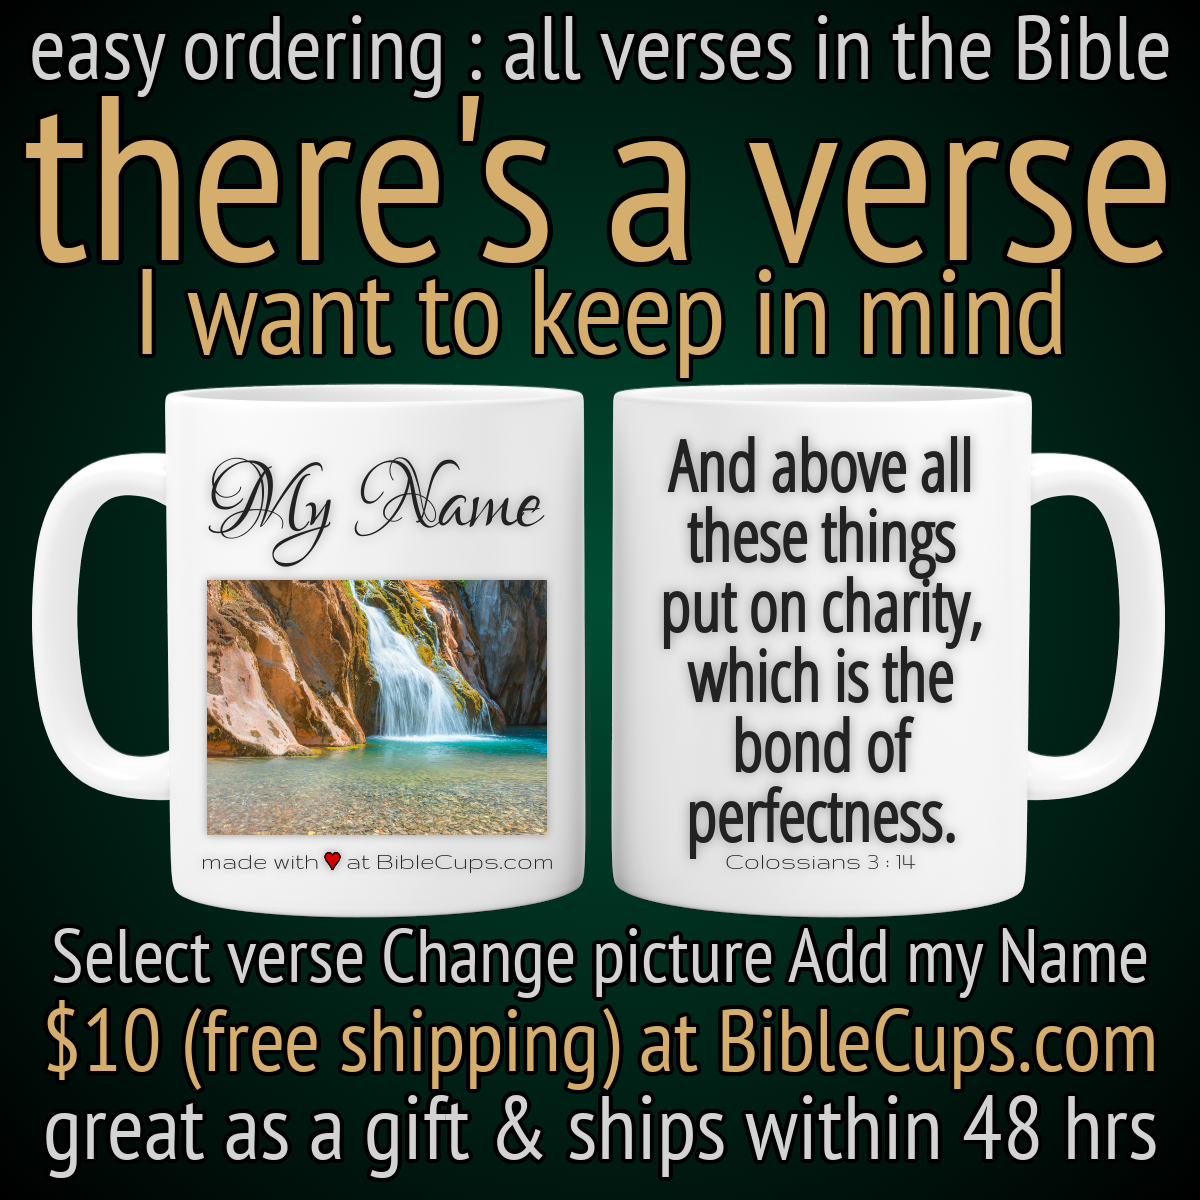 easy ordering : all verses in the Bible
there's a verse
I want to keep in mind
My Name
made with ♥ at BibleCups.com
And above all
these things
put on charity,
which is the
bond of
perfectness.
Colossians 3 : 14
Select verse Change picture Add my Name
$10 (free shipping) at BibleCups.com
great as a gift & ships within 48 hrs